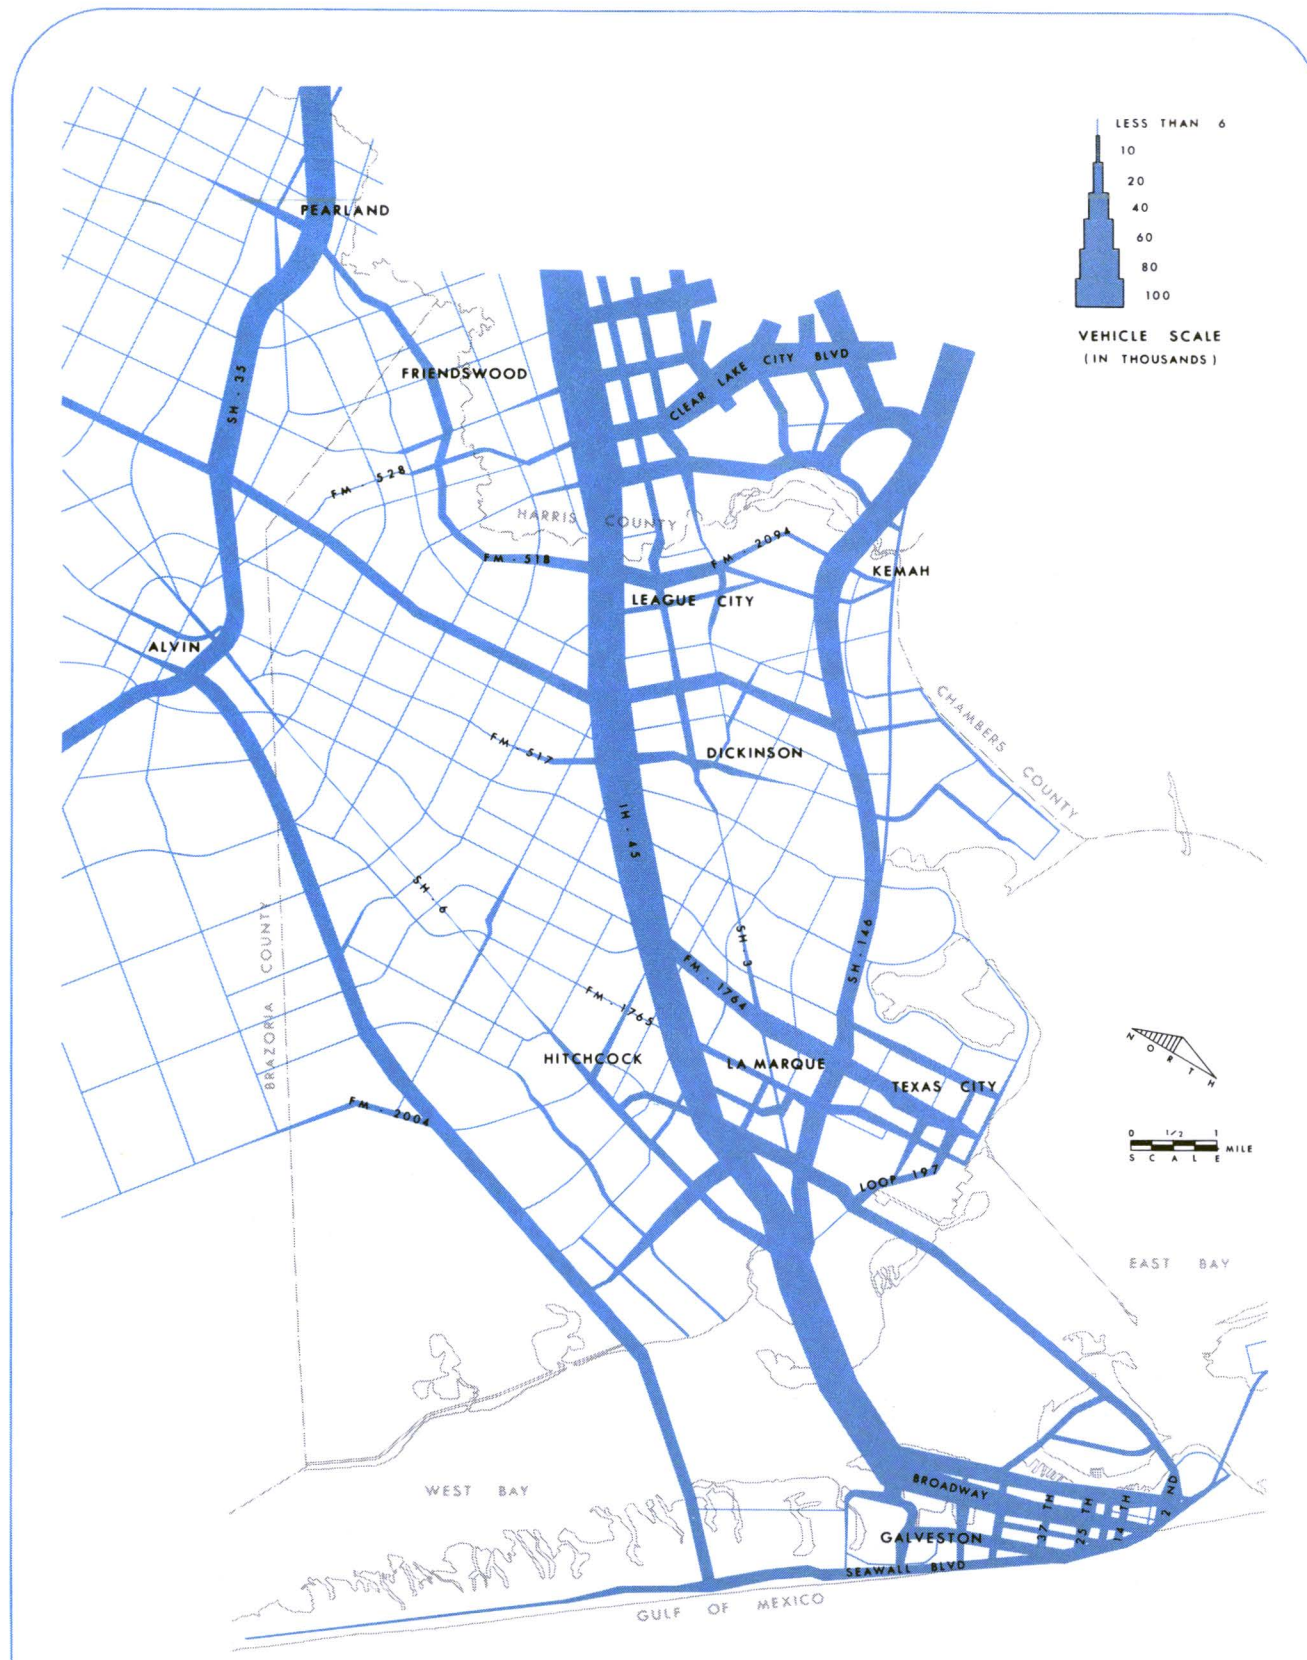 LESS THAN 6
10
20
40
60
80
100
VEHICLE SCALE
(IN THOUSANDS)
PEARLAND
SH - 35
FRIENDSWOOD
CLEAR LAKE CITY BLVD
FM - 528
HARRIS COUNTY
FM - 518
FM - 2094
KEMAH
LEAGUE CITY
ALVIN
CHAMBERS COUNTY
FM - 517
DICKINSON
IH - 45
SH - 6
BRAZORIA COUNTY
SH - 3
SH - 146
FM - 1764
FM - 1765
HITCHCOCK
LA MARQUE
TEXAS CITY
NORTH
FM - 2004
0 1/2 1
MILE
SCALE
LOOP 197
EAST BAY
WEST BAY
BROADWAY
37 TH
25 TH
14 TH
2 ND
GALVESTON
SEAWALL BLVD
GULF OF MEXICO